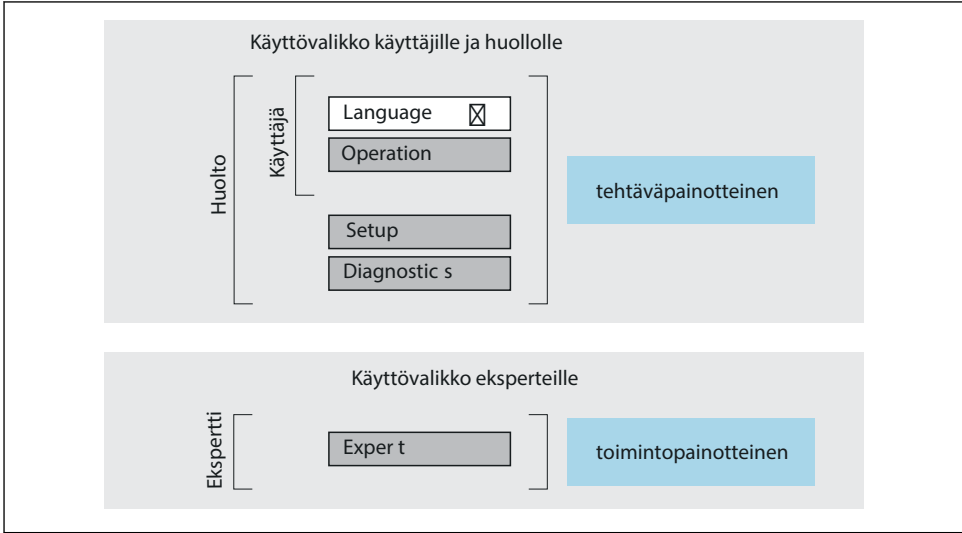 Käyttövalikko käyttäjille ja huollolle
Huolto
Käyttäjä
Language
Operation
Setup
Diagnostic s
tehtäväpainotteinen
Käyttövalikko eksperteille
Ekspertti
Exper t
toimintopainotteinen